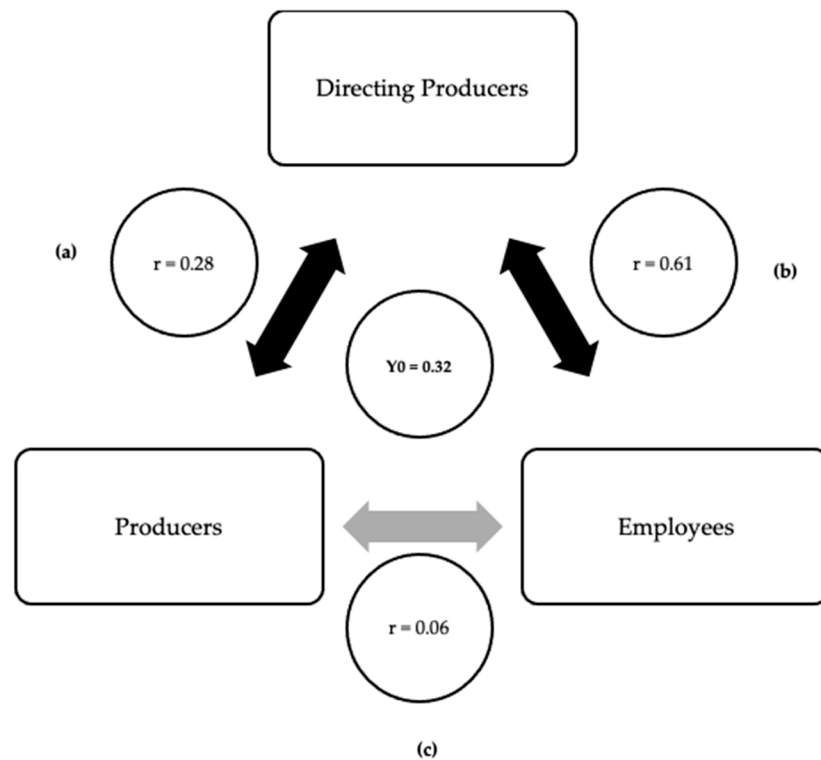 Directing Producers
(a)
r = 0.28
r = 0.61
(b)
Y0 = 0.32
Producers
Employees
r = 0.06
(c)